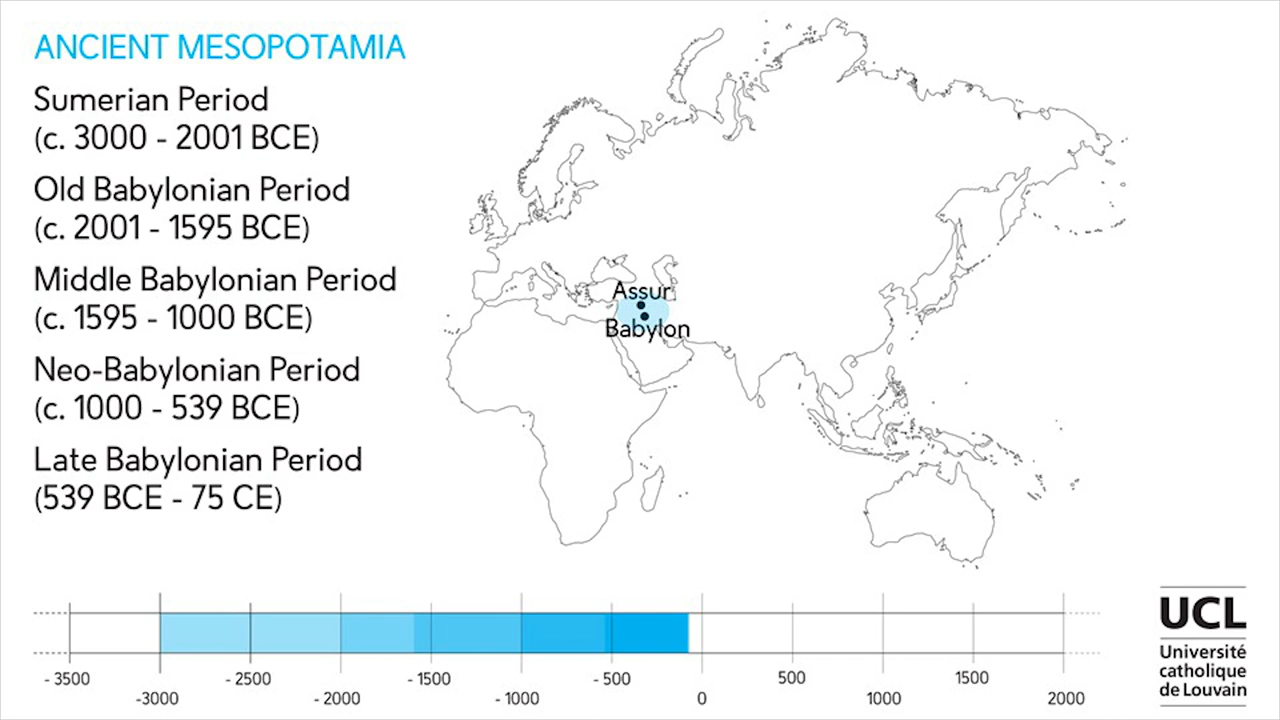 ANCIENT MESOPOTAMIA
Sumerian Period
(c. 3000 - 2001 BCE)
Old Babylonian Period
(c. 2001 - 1595 BCE)
Middle Babylonian Period
(c. 1595 - 1000 BCE)
Neo-Babylonian Period
(c. 1000 - 539 BCE)
Late Babylonian Period
(539 BCE - 75 CE)
Assur
Babylon
- 3500
-3000
- 2500
- 2000
- 1500
- 1000
- 500
0
500
1000
1500
2000
UCL
Université
catholique
de Louvain